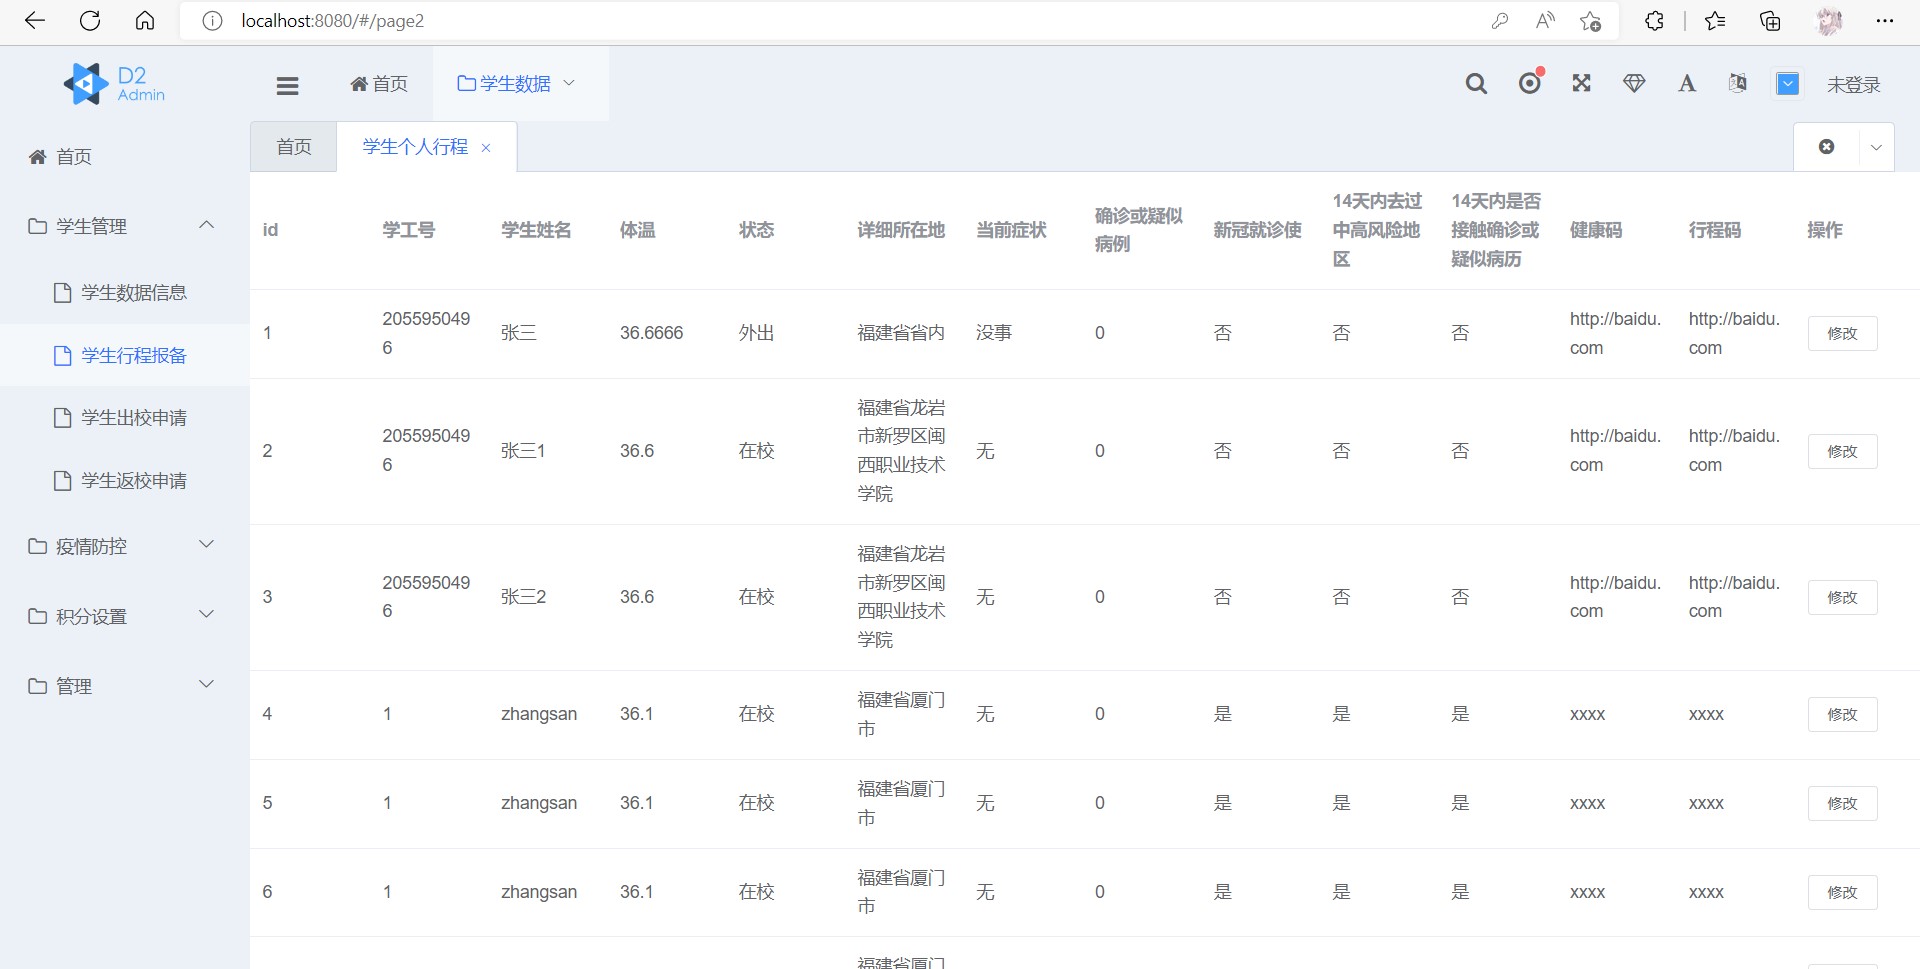 localhost:8080/#/page2
D2
Admin
首页
学生数据
未登录
首页
学生个人行程
首页
学生管理
学生数据信息
学生行程报备
学生出校申请
学生返校申请
疫情防控
积分设置
管理
id 学工号 学生姓名 体温 状态 详细所在地 当前症状 确诊或疑似 新冠就诊使 14天内去过 14天内是否 健康码 行程码 操作
病例 中高风险地 接触确诊或
区 疑似病历
1 205595049 张三 36.6666 外出 福建省省内 没事 0 否 否 否 http://baidu. http://baidu. 修改
6 com com
福建省龙岩
2 205595049 张三1 36.6 在校 市新罗区闽 无 0 否 否 否 http://baidu. http://baidu. 修改
6 西职业技术 com com
学院
福建省龙岩
3 205595049 张三2 36.6 在校 市新罗区闽 无 0 否 否 否 http://baidu. http://baidu. 修改
6 西职业技术 com com
学院
4 1 zhangsan 36.1 在校 福建省厦门 无 0 是 是 是 xxxx xxxx 修改
市
5 1 zhangsan 36.1 在校 福建省厦门 无 0 是 是 是 xxxx xxxx 修改
市
6 1 zhangsan 36.1 在校 福建省厦门 无 0 是 是 是 xxxx xxxx 修改
市
福建省厦门